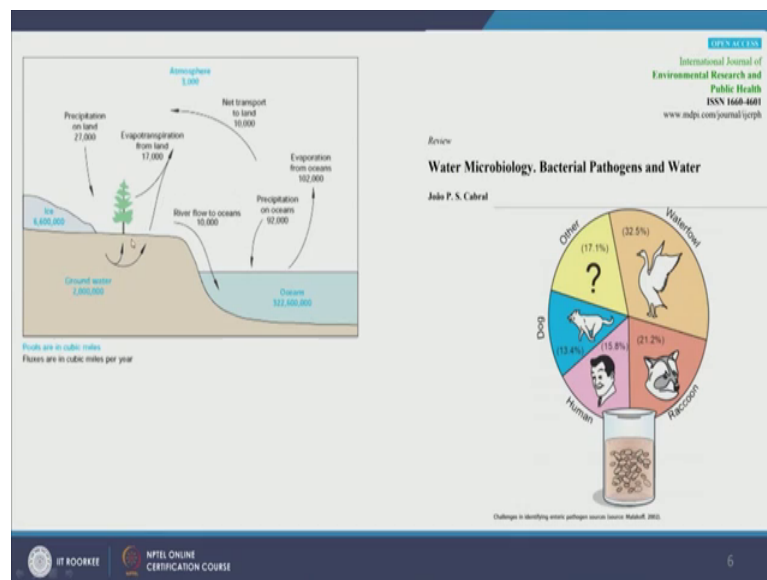 Atmosphere
3,000
Net transport
to land
10,000
Precipitation
on land
27,000
Evapotranspiration
from land
17,000
Evaporation
from oceans
102,000
Precipitation
on oceans
92,000
River flow to oceans
10,000
Ice
6,600,000
Ground water
2,000,000
Oceans
322,600,000
Pools are in cubic miles
Fluxes are in cubic miles per year
OPEN ACCESS
International Journal of
Environmental Research and
Public Health
ISSN 1660-4601
www.mdpi.com/journal/ijerph
Review
Water Microbiology. Bacterial Pathogens and Water
João P. S. Cabral
Other
(17.1%)
?
Waterfowl
(32.5%)
Dog
(13.4%)
Human
(15.8%)
Raccoon
(21.2%)
Challenges in identifying enteric pathogen sources (source: Malakoff, 2002).
IIT ROORKEE
NPTEL ONLINE
CERTIFICATION COURSE
6